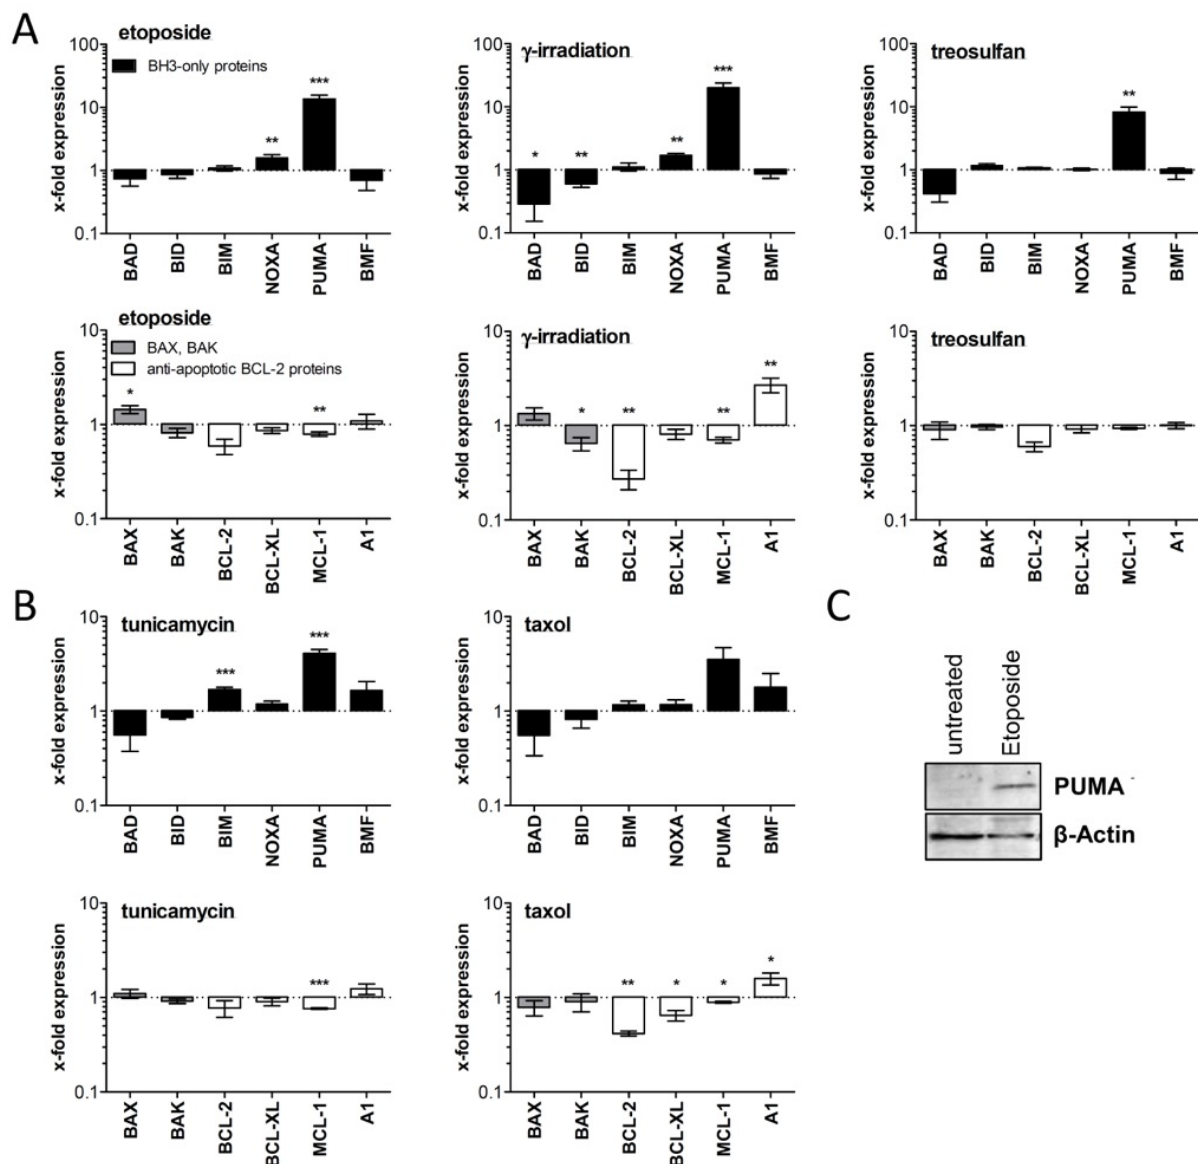 A
etoposide
BH3-only proteins
x-fold expression
100
10
1
0.1
**
***
BAD
BID
BIM
NOXA
PUMA
BMF
γ-irradiation
x-fold expression
100
10
1
0.1
*
**
**
***
BAD
BID
BIM
NOXA
PUMA
BMF
treosulfan
x-fold expression
100
10
1
0.1
**
BAD
BID
BIM
NOXA
PUMA
BMF
etoposide
BAX, BAK
anti-apoptotic BCL-2 proteins
x-fold expression
10
1
0.1
*
**
BAX
BAK
BCL-2
BCL-XL
MCL-1
A1
γ-irradiation
x-fold expression
10
1
0.1
*
**
**
**
BAX
BAK
BCL-2
BCL-XL
MCL-1
A1
treosulfan
x-fold expression
10
1
0.1
BAX
BAK
BCL-2
BCL-XL
MCL-1
A1
B
tunicamycin
x-fold expression
10
1
0.1
***
***
BAD
BID
BIM
NOXA
PUMA
BMF
taxol
x-fold expression
10
1
0.1
BAD
BID
BIM
NOXA
PUMA
BMF
C
untreated
Etoposide
PUMA
β-Actin
tunicamycin
x-fold expression
10
1
0.1
***
BAX
BAK
BCL-2
BCL-XL
MCL-1
A1
taxol
x-fold expression
10
1
0.1
**
*
*
*
BAX
BAK
BCL-2
BCL-XL
MCL-1
A1